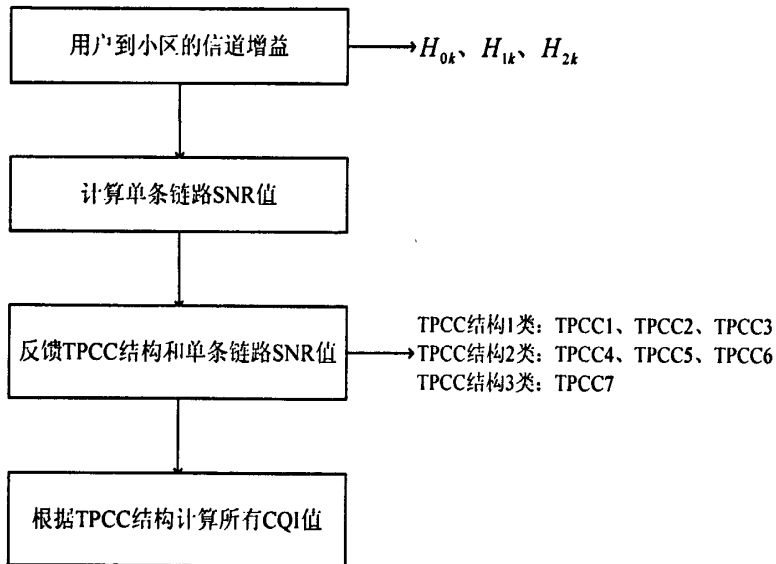 用户到小区的信道增益
H0k、H1k、H2k
计算单条链路SNR值
反馈TPCC结构和单条链路SNR值
TPCC结构1类：TPCC1、TPCC2、TPCC3
TPCC结构2类：TPCC4、TPCC5、TPCC6
TPCC结构3类：TPCC7
根据TPCC结构计算所有CQI值